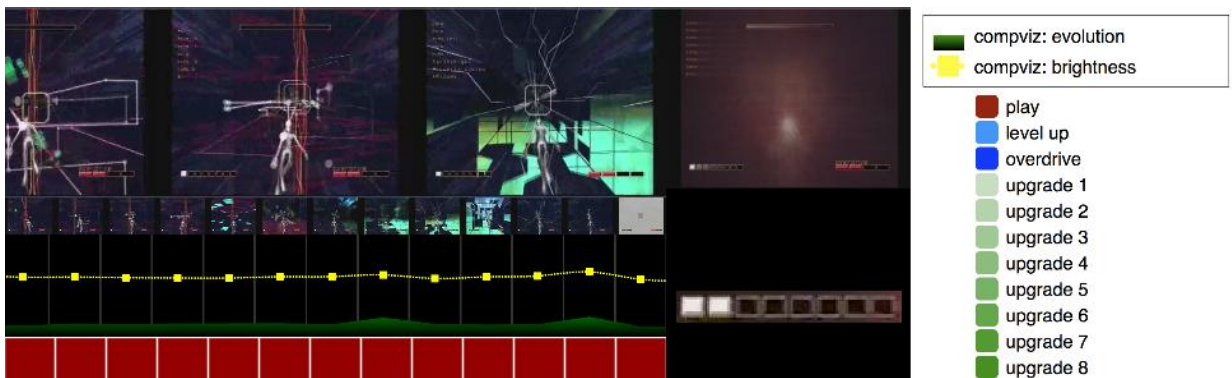 compviz: evolution
compviz: brightness
play
level up
overdrive
upgrade 1
upgrade 2
upgrade 3
upgrade 4
upgrade 5
upgrade 6
upgrade 7
upgrade 8